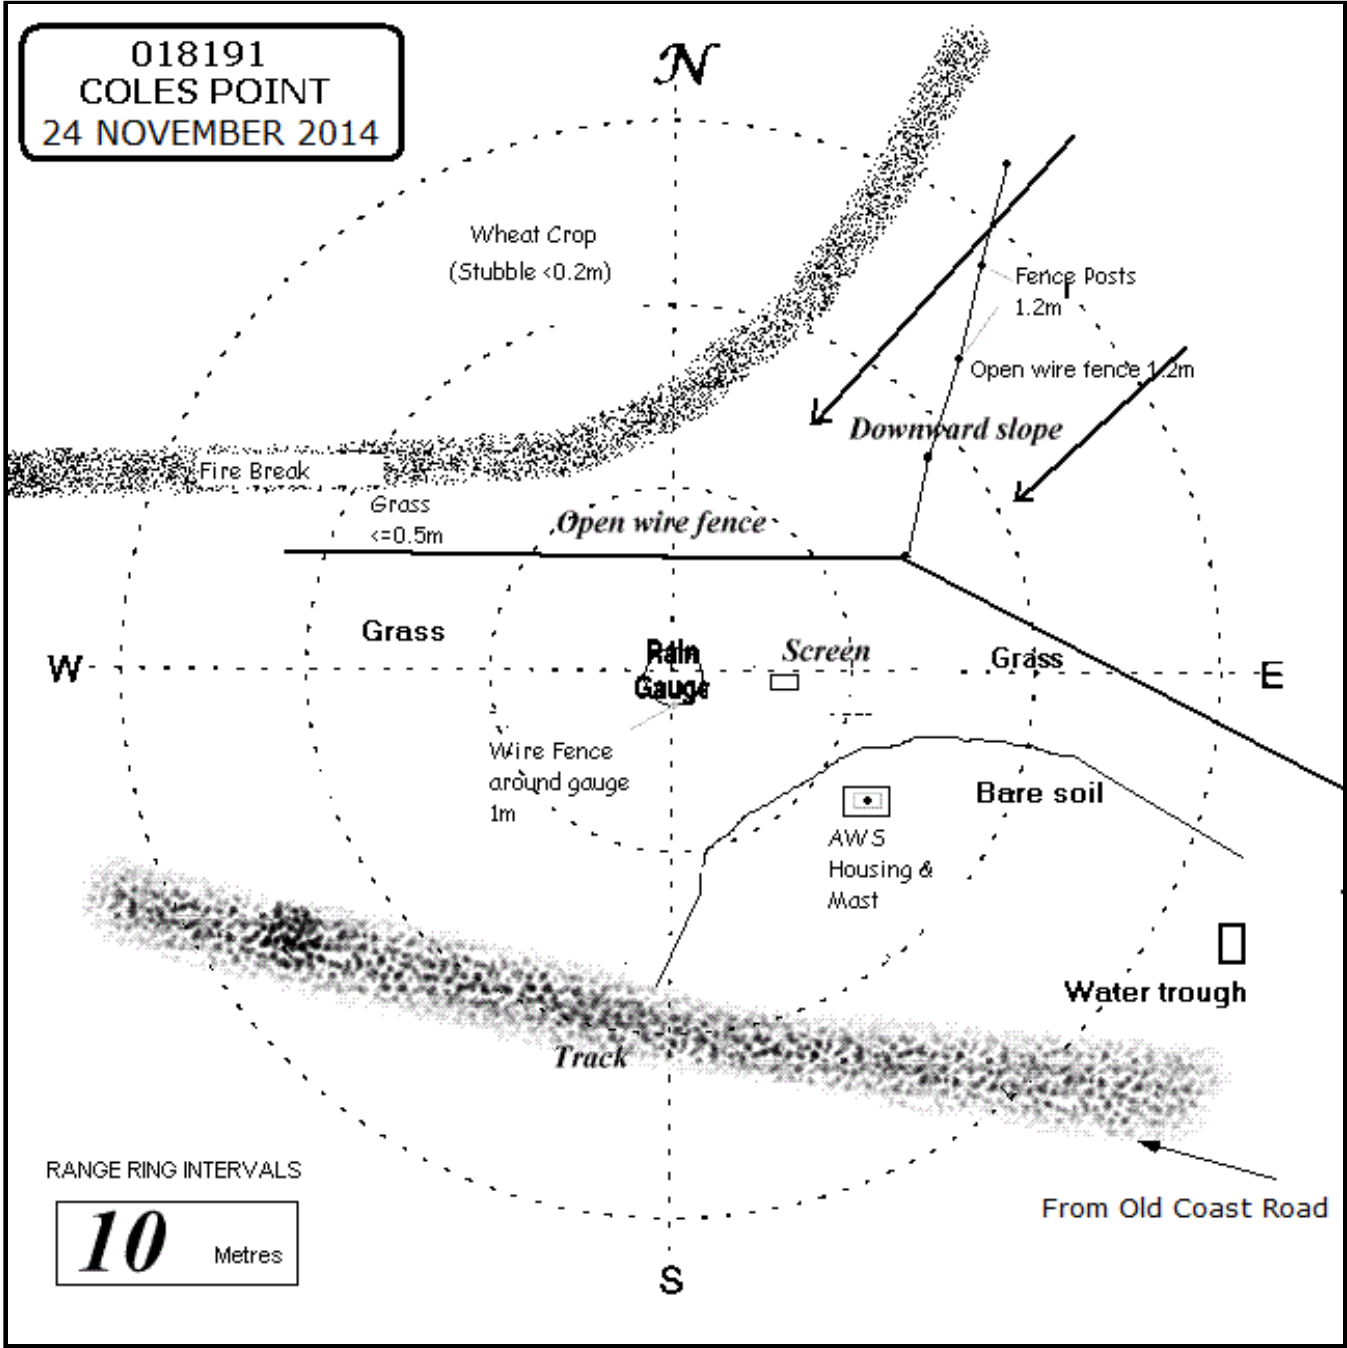 018191
COLES POINT
24 NOVEMBER 2014
N
Wheat Crop
(Stubble <0.2m)
Fence Posts
1.2m
Open wire fence 1.2m
Downward slope
Fire Break
Grass
<=0.5m
Open wire fence
Grass
Rain
Gauge
Screen
Grass
W
E
Wire Fence
around gauge
1m
Bare soil
AWS
Housing &
Mast
Water trough
Track
RANGE RING INTERVALS
10 Metres
From Old Coast Road
S